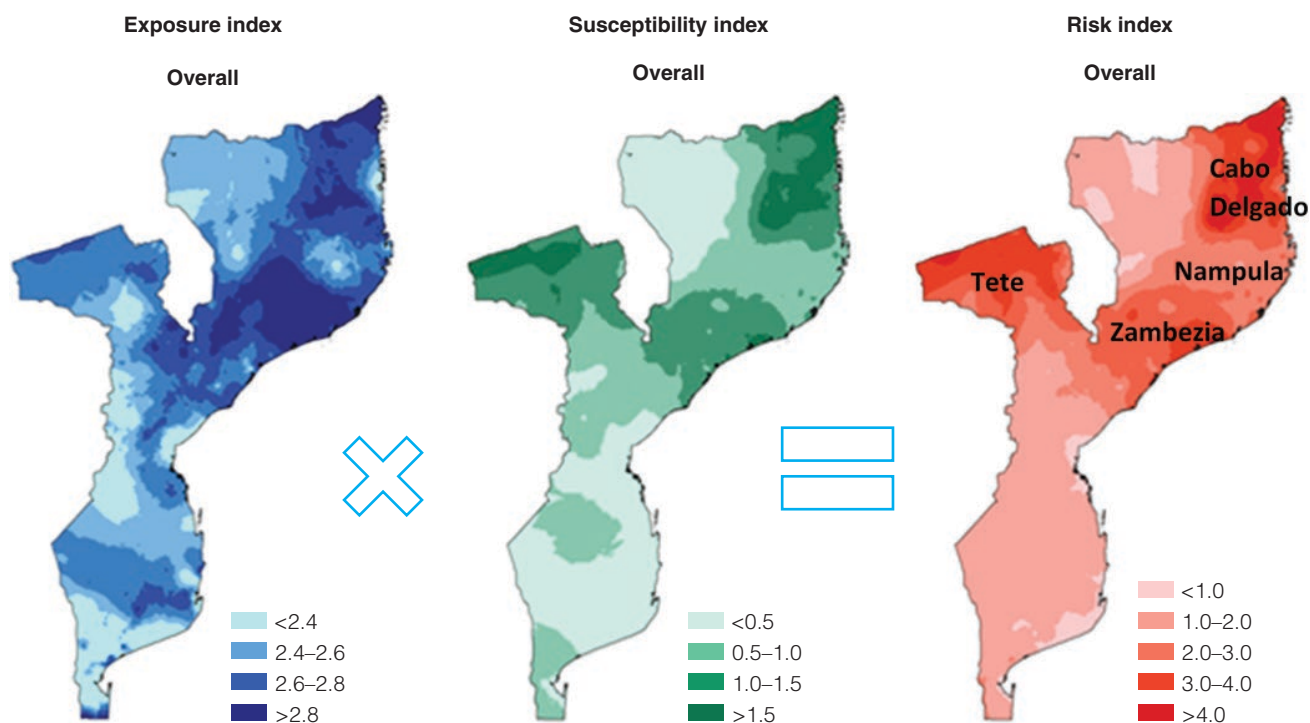 Exposure index
Overall
<2.4
2.4–2.6
2.6–2.8
>2.8
Susceptibility index
Overall
<0.5
0.5–1.0
1.0–1.5
>1.5
Risk index
Overall
Cabo
Delgado
Nampula
Tete
Zambezia
<1.0
1.0–2.0
2.0–3.0
3.0–4.0
>4.0